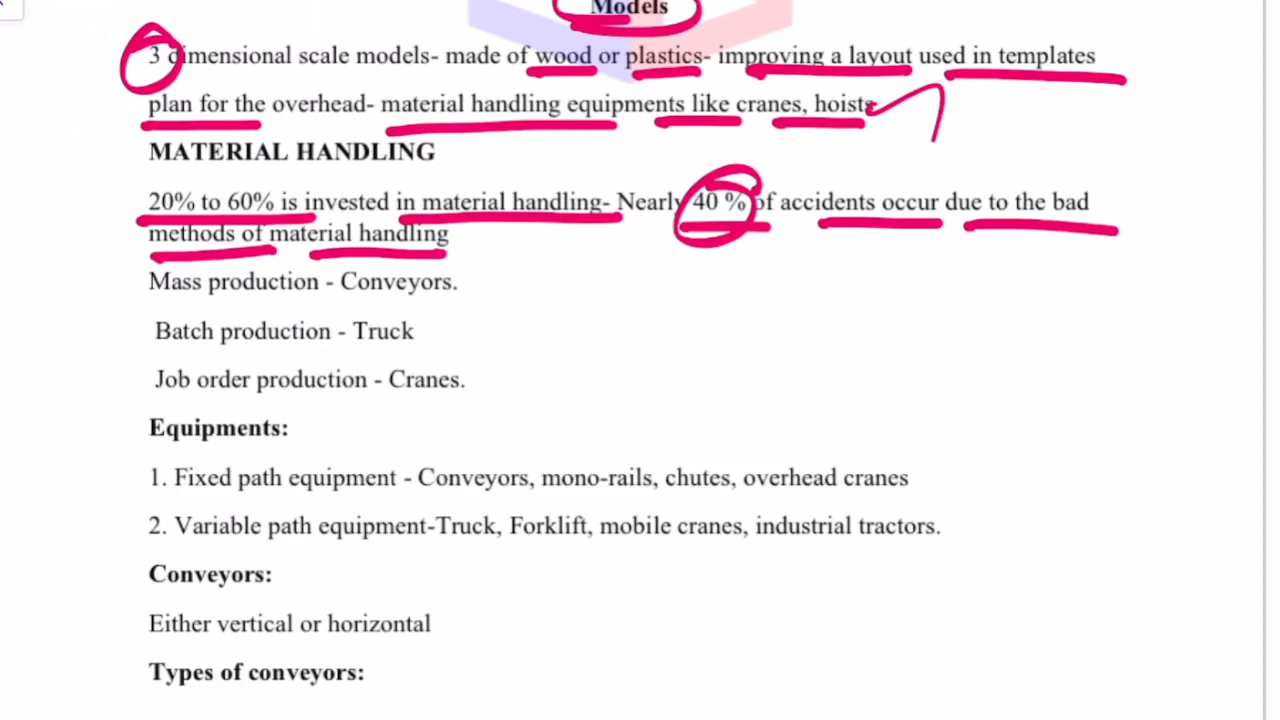 Models
3 dimensional scale models- made of wood or plastics- improving a layout used in templates
plan for the overhead- material handling equipments like cranes, hoists
MATERIAL HANDLING
20% to 60% is invested in material handling- Nearly 40 % of accidents occur due to the bad
methods of material handling
Mass production - Conveyors.
Batch production - Truck
Job order production - Cranes.
Equipments:
1. Fixed path equipment - Conveyors, mono-rails, chutes, overhead cranes
2. Variable path equipment-Truck, Forklift, mobile cranes, industrial tractors.
Conveyors:
Either vertical or horizontal
Types of conveyors: